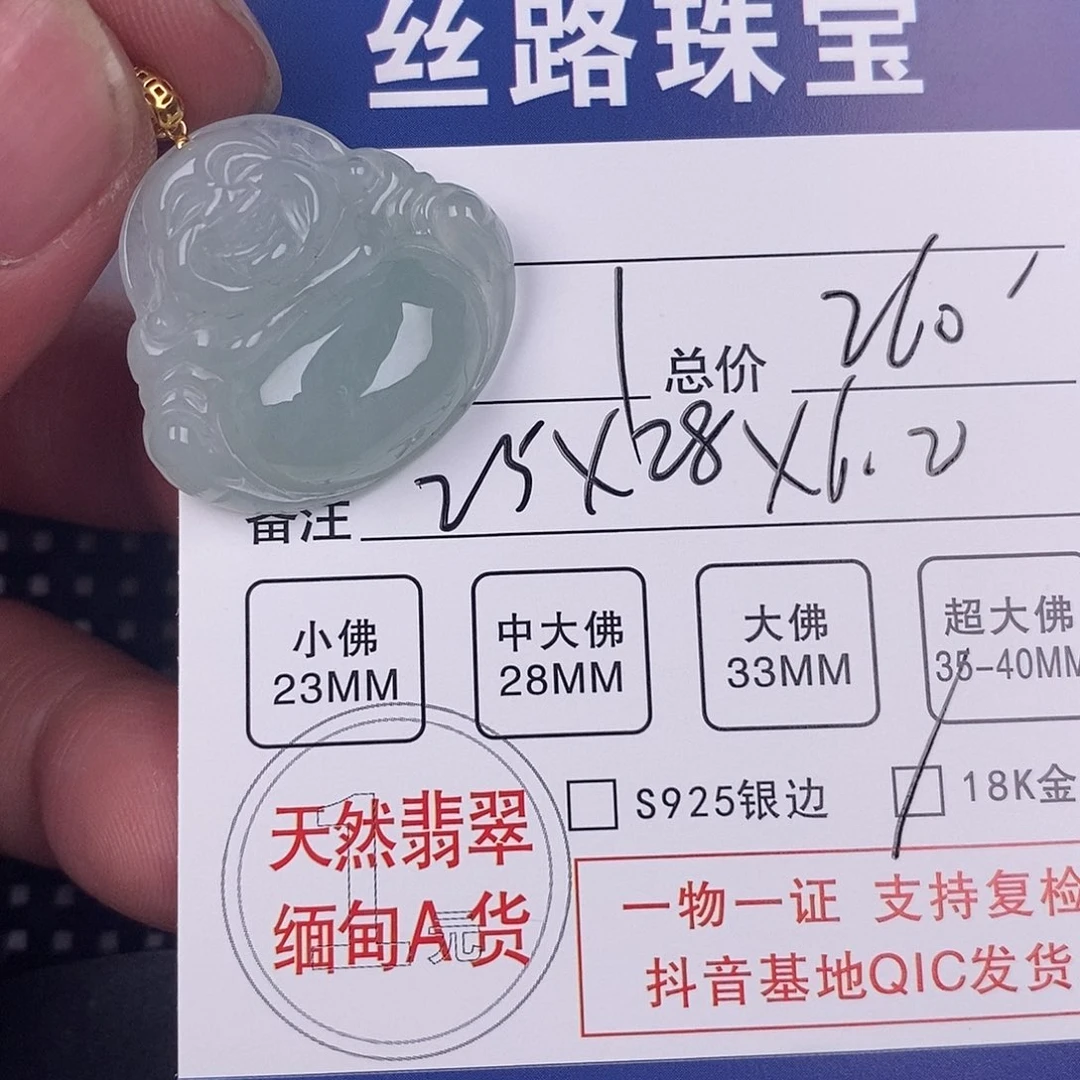 丝路珠宝
1 总价 260
备注 25X28X6.2
小佛 中大佛 大佛 超大佛
23MM 28MM 33MM 35-40MM
S925银边 18K金
天然翡翠
缅甸A货
一物一证 支持复检
抖音基地QIC发货